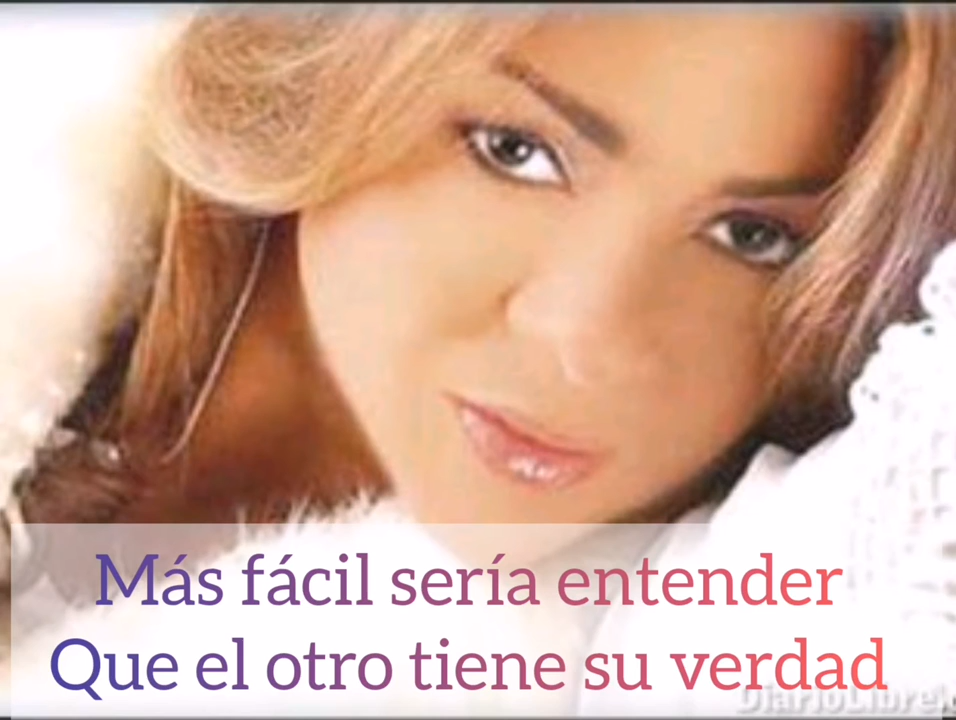 Más fácil sería entender
Que el otro tiene su verdad
DiarioLibre.